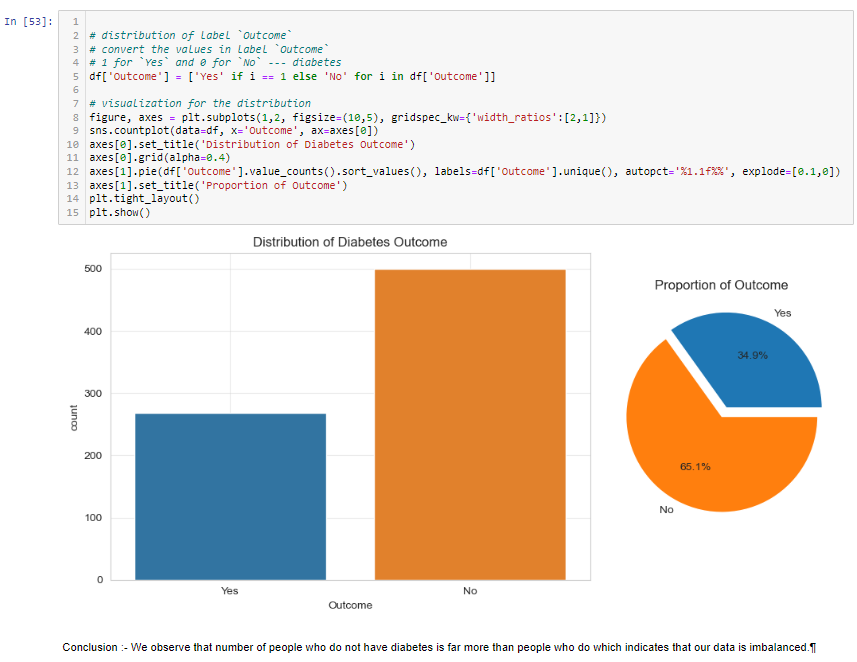 In [53]:
1
2 # distribution of label `Outcome`
3 # convert the values in label `Outcome`
4 # 1 for `Yes` and 0 for `No` --- diabetes
5 df['Outcome'] = ['Yes' if i == 1 else 'No' for i in df['Outcome']]
6
7 # visualization for the distribution
8 figure, axes = plt.subplots(1,2, figsize=(10,5), gridspec_kw={'width_ratios':[2,1]})
9 sns.countplot(data=df, x='Outcome', ax=axes[0])
10 axes[0].set_title('Distribution of Diabetes Outcome')
11 axes[0].grid(alpha=0.4)
12 axes[1].pie(df['Outcome'].value_counts().sort_values(), labels=df['Outcome'].unique(), autopct='%1.1f%%', explode=[0.1,0])
13 axes[1].set_title('Proportion of Outcome')
14 plt.tight_layout()
15 plt.show()
Distribution of Diabetes Outcome
500
400
300
200
100
0
count
Yes
No
Outcome
Proportion of Outcome
Yes
34.9%
65.1%
No
Conclusion :- We observe that number of people who do not have diabetes is far more than people who do which indicates that our data is imbalanced.¶